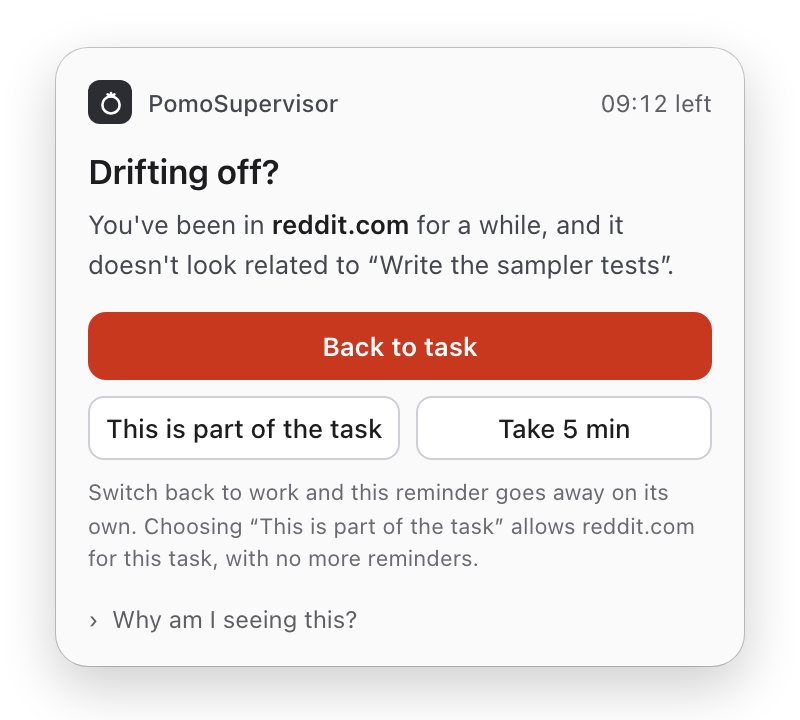 PomoSupervisor
09:12 left
Drifting off?
You've been in reddit.com for a while, and it
doesn't look related to “Write the sampler tests”.
Back to task
This is part of the task
Take 5 min
Switch back to work and this reminder goes away on its
own. Choosing “This is part of the task” allows reddit.com
for this task, with no more reminders.
› Why am I seeing this?